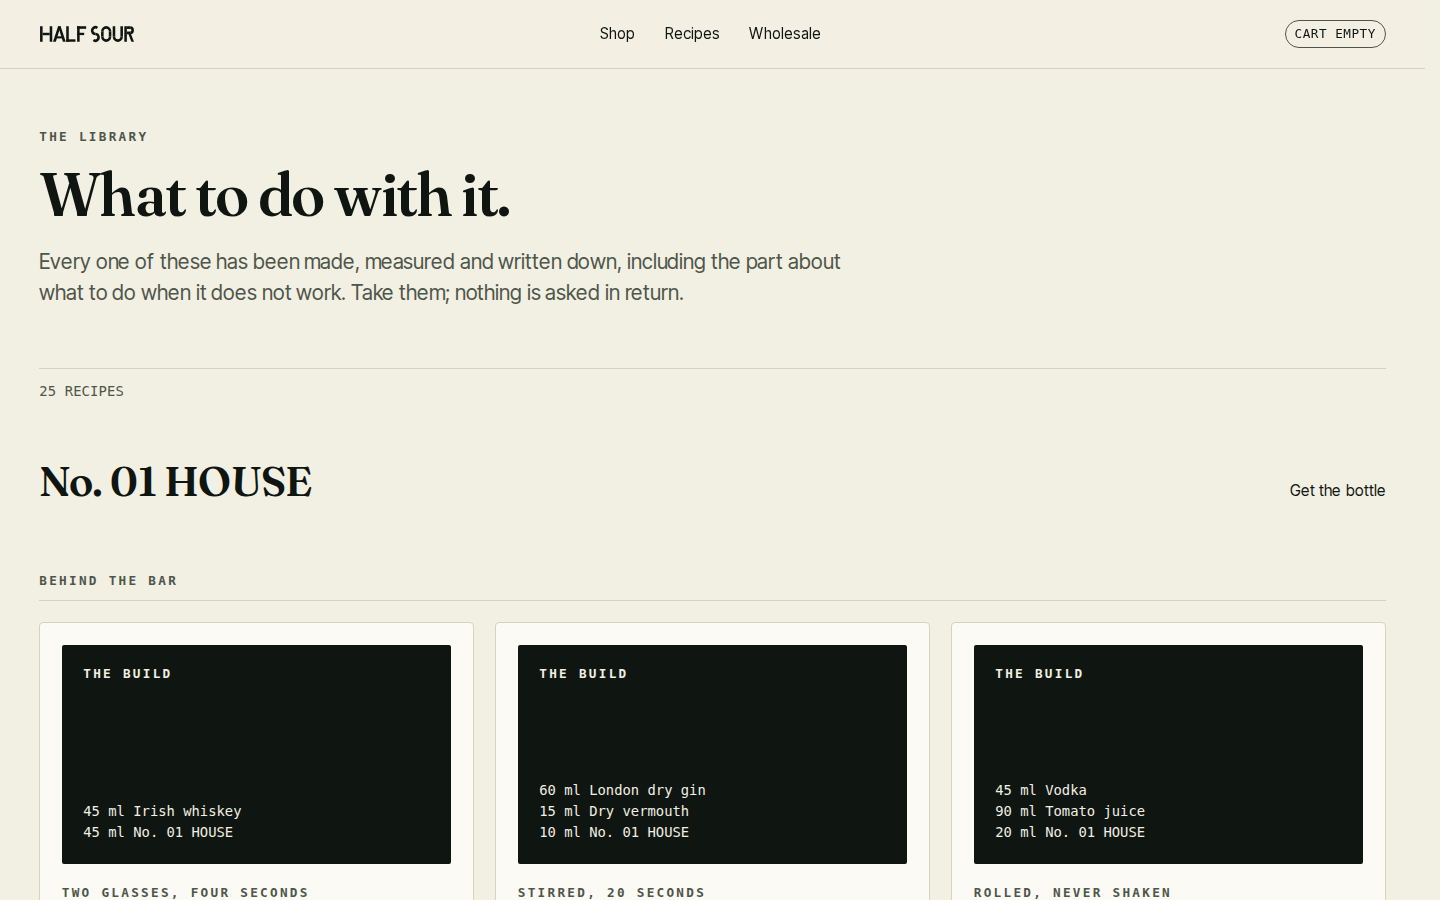 HALF SOUR
Shop
Recipes
Wholesale
CART EMPTY
THE LIBRARY
What to do with it.
Every one of these has been made, measured and written down, including the part about
what to do when it does not work. Take them; nothing is asked in return.
25 RECIPES
No. 01 HOUSE
Get the bottle
BEHIND THE BAR
THE BUILD
45 ml Irish whiskey
45 ml No. 01 HOUSE
TWO GLASSES, FOUR SECONDS
THE BUILD
60 ml London dry gin
15 ml Dry vermouth
10 ml No. 01 HOUSE
STIRRED, 20 SECONDS
THE BUILD
45 ml Vodka
90 ml Tomato juice
20 ml No. 01 HOUSE
ROLLED, NEVER SHAKEN